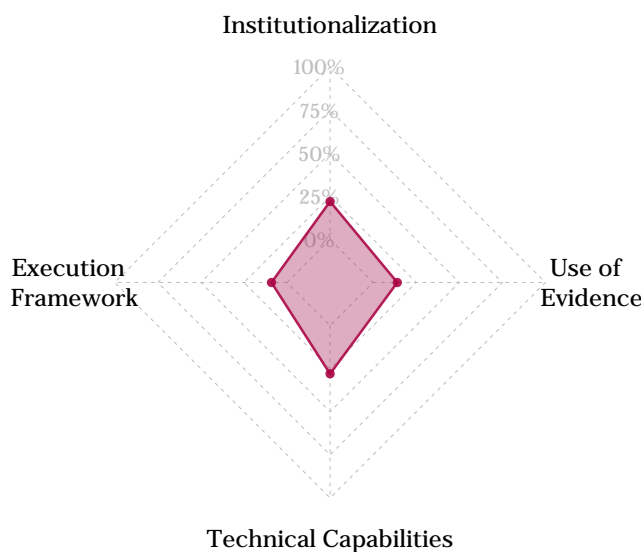 Institutionalization
100%
75%
50%
25%
0%
Execution
Framework
Use of
Evidence
Technical Capabilities